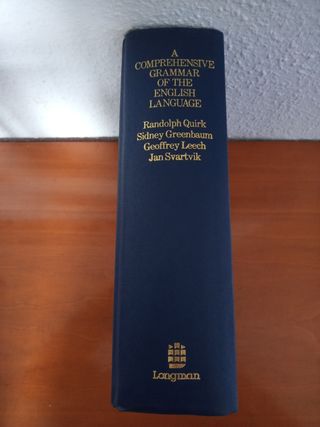 A
COMPREHENSIVE
GRAMMAR
OF THE
ENGLISH
LANGUAGE
Randolph Quirk
Sidney Greenbaum
Geoffrey Leech
Jan Svartvik
Longman